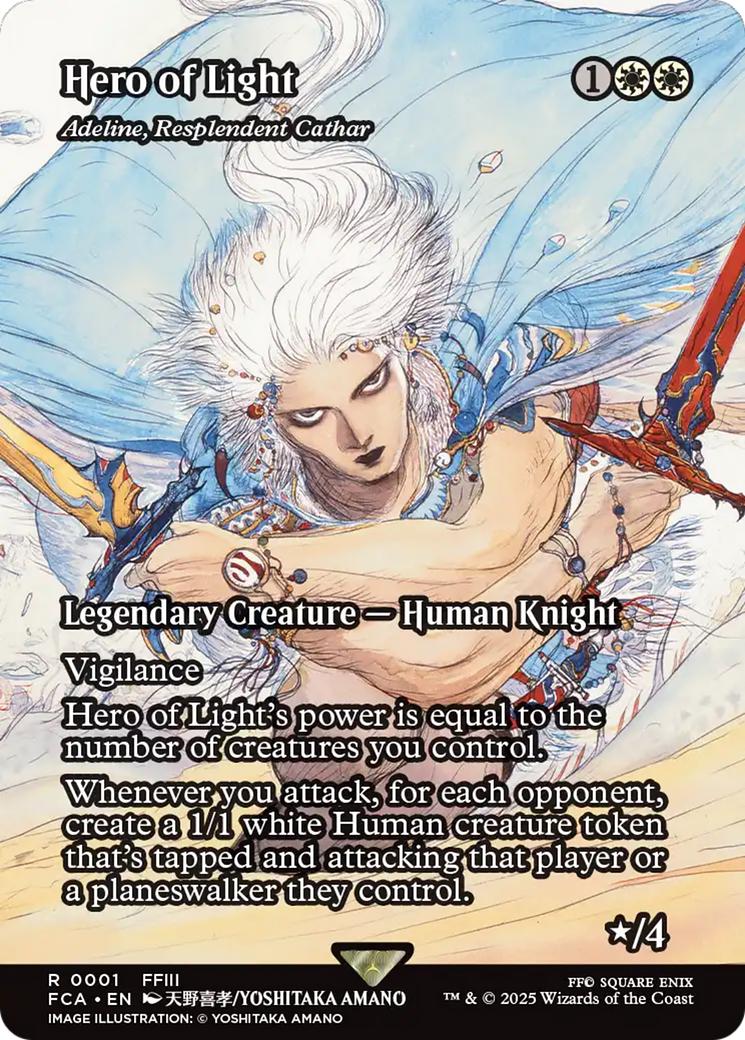 Hero of Light 1
Adeline, Resplendent Cathar
Legendary Creature — Human Knight
Vigilance
Hero of Light's power is equal to the
number of creatures you control.
Whenever you attack, for each opponent,
create a 1/1 white Human creature token
that's tapped and attacking that player or
a planeswalker they control.
★/4
R 0001 FFIII
FCA • EN 天野喜孝/YOSHITAKA AMANO
IMAGE ILLUSTRATION: © YOSHITAKA AMANO
FF© SQUARE ENIX
™ & © 2025 Wizards of the Coast